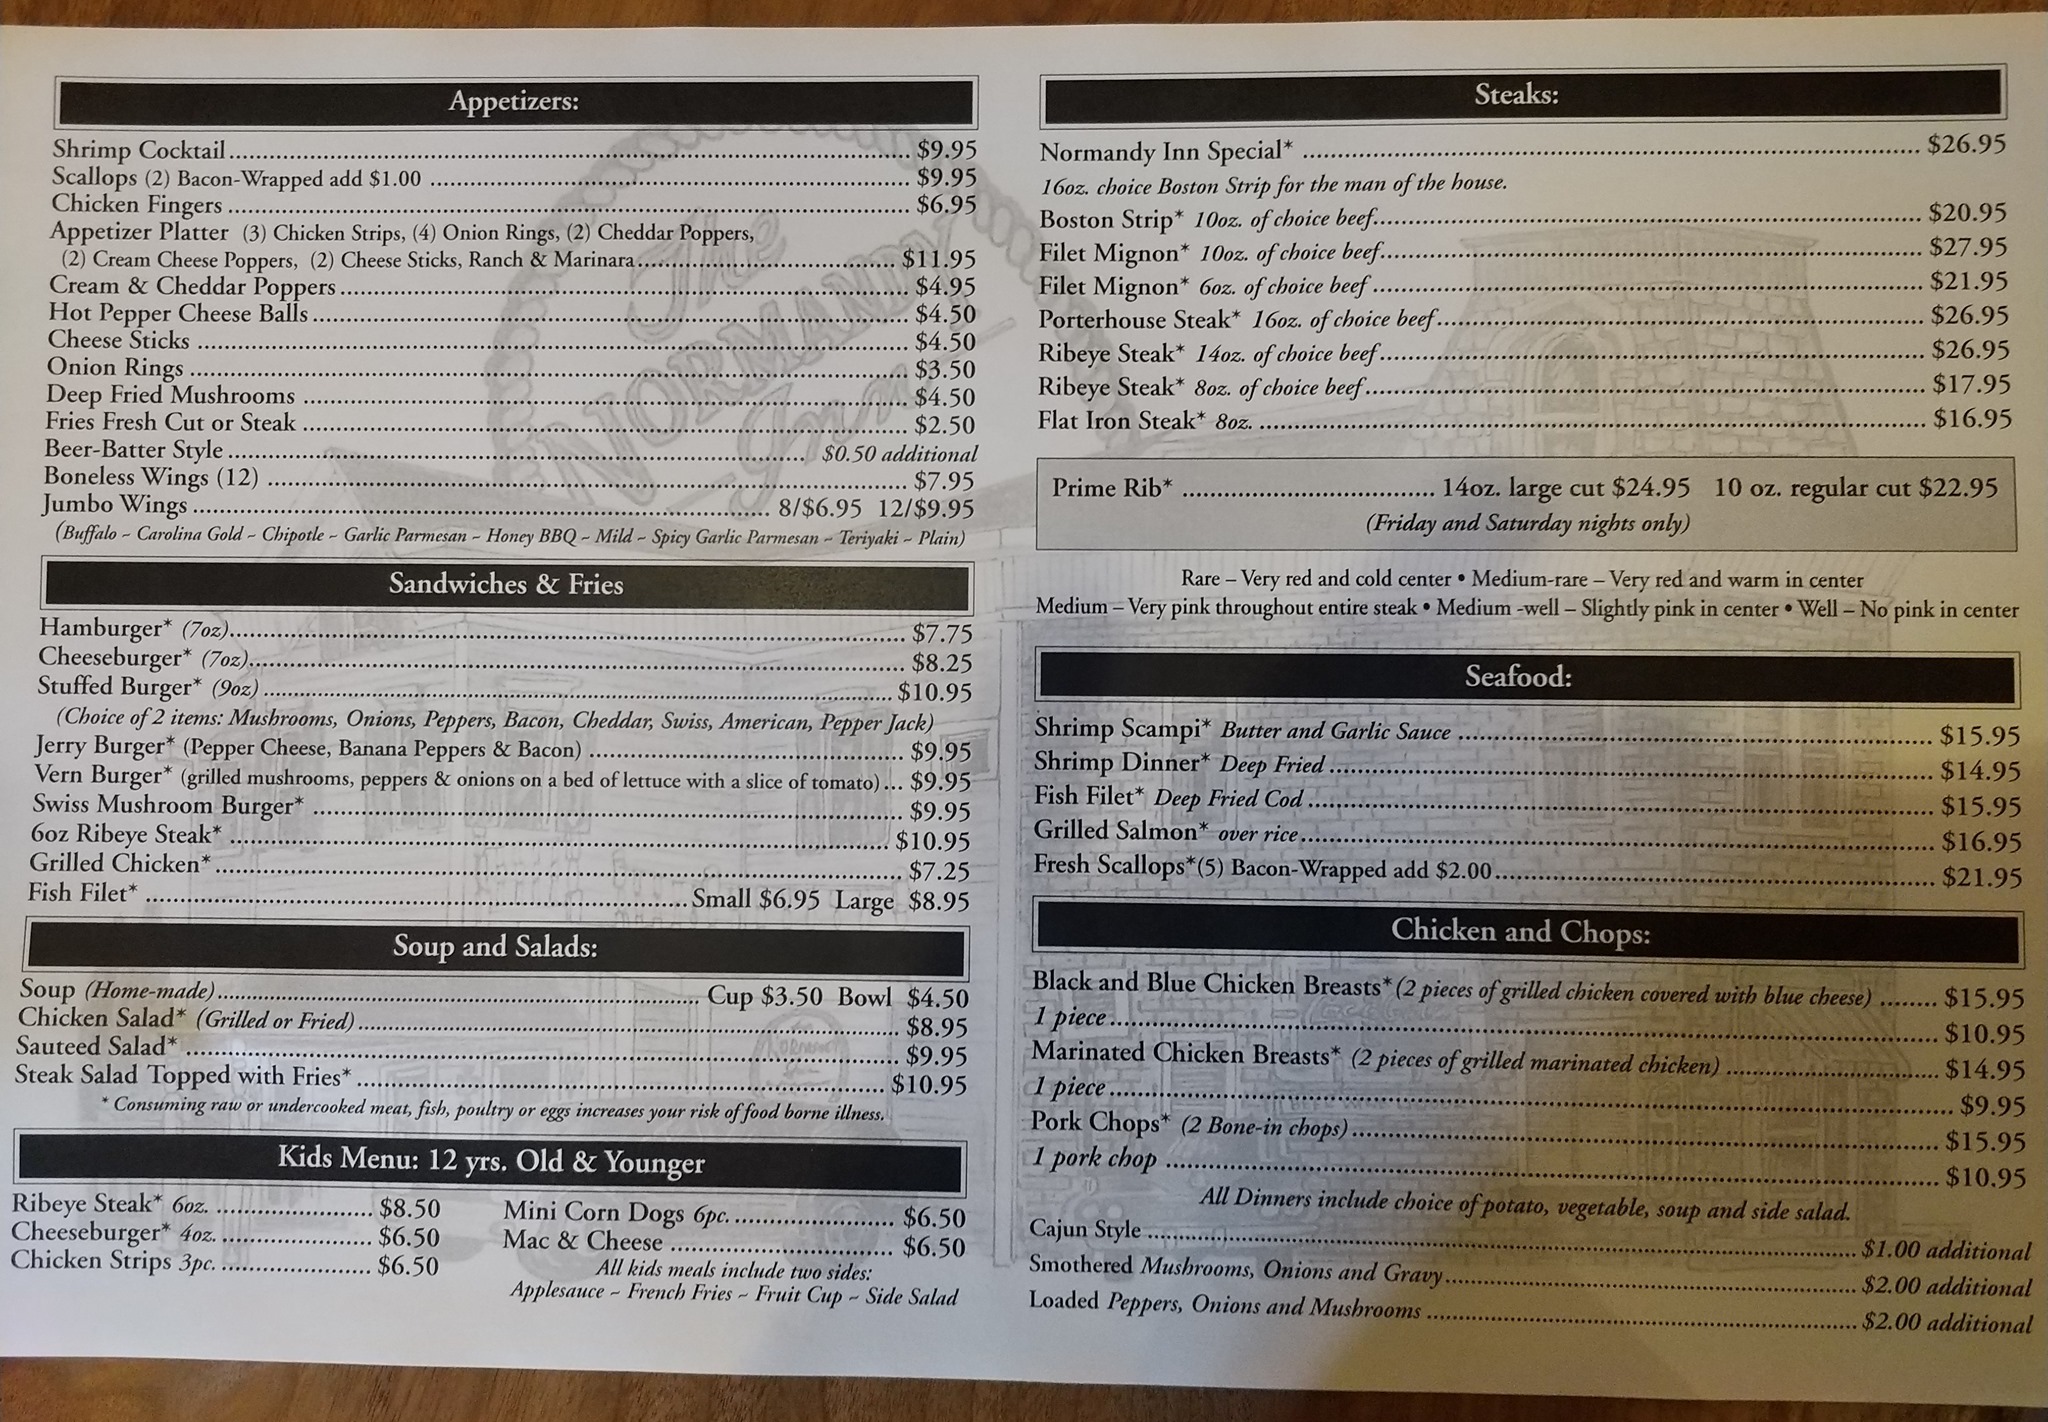 Appetizers:
Shrimp Cocktail ... $9.95
Scallops (2) Bacon-Wrapped add $1.00 ... $9.95
Chicken Fingers ... $6.95
Appetizer Platter (3) Chicken Strips, (4) Onion Rings, (2) Cheddar Poppers,
(2) Cream Cheese Poppers, (2) Cheese Sticks, Ranch & Marinara ... $11.95
Cream & Cheddar Poppers ... $4.95
Hot Pepper Cheese Balls ... $4.50
Cheese Sticks ... $4.50
Onion Rings ... $3.50
Deep Fried Mushrooms ... $4.50
Fries Fresh Cut or Steak ... $2.50
Beer-Batter Style ... $0.50 additional
Boneless Wings (12) ... $7.95
Jumbo Wings ... 8/$6.95 12/$9.95
(Buffalo ~ Carolina Gold ~ Chipotle ~ Garlic Parmesan ~ Honey BBQ ~ Mild ~ Spicy Garlic Parmesan ~ Teriyaki ~ Plain)
Sandwiches & Fries
Hamburger* (7oz) ... $7.75
Cheeseburger* (7oz) ... $8.25
Stuffed Burger* (9oz) ... $10.95
(Choice of 2 items: Mushrooms, Onions, Peppers, Bacon, Cheddar, Swiss, American, Pepper Jack)
Jerry Burger* (Pepper Cheese, Banana Peppers & Bacon) ... $9.95
Vern Burger* (grilled mushrooms, peppers & onions on a bed of lettuce with a slice of tomato) ... $9.95
Swiss Mushroom Burger* ... $9.95
6oz Ribeye Steak* ... $10.95
Grilled Chicken* ... $7.25
Fish Filet* ... Small $6.95 Large $8.95
Soup and Salads:
Soup (Home-made) ... Cup $3.50 Bowl $4.50
Chicken Salad* (Grilled or Fried) ... $8.95
Sauteed Salad* ... $9.95
Steak Salad Topped with Fries* ... $10.95
* Consuming raw or undercooked meat, fish, poultry or eggs increases your risk of food borne illness.
Kids Menu: 12 yrs. Old & Younger
Ribeye Steak* 6oz. ... $8.50
Cheeseburger* 4oz. ... $6.50
Chicken Strips 3pc. ... $6.50
Mini Corn Dogs 6pc. ... $6.50
Mac & Cheese ... $6.50
All kids meals include two sides:
Applesauce ~ French Fries ~ Fruit Cup ~ Side Salad
Steaks:
Normandy Inn Special* ... $26.95
16oz. choice Boston Strip for the man of the house.
Boston Strip* 10oz. of choice beef ... $20.95
Filet Mignon* 10oz. of choice beef ... $27.95
Filet Mignon* 6oz. of choice beef ... $21.95
Porterhouse Steak* 16oz. of choice beef ... $26.95
Ribeye Steak* 14oz. of choice beef ... $26.95
Ribeye Steak* 8oz. of choice beef ... $17.95
Flat Iron Steak* 8oz. ... $16.95
Prime Rib* ... 14oz. large cut $24.95 10 oz. regular cut $22.95
(Friday and Saturday nights only)
Rare – Very red and cold center • Medium-rare – Very red and warm in center
Medium – Very pink throughout entire steak • Medium -well – Slightly pink in center • Well – No pink in center
Seafood:
Shrimp Scampi* Butter and Garlic Sauce ... $15.95
Shrimp Dinner* Deep Fried ... $14.95
Fish Filet* Deep Fried Cod ... $15.95
Grilled Salmon* over rice ... $16.95
Fresh Scallops*(5) Bacon-Wrapped add $2.00 ... $21.95
Chicken and Chops:
Black and Blue Chicken Breasts* (2 pieces of grilled chicken covered with blue cheese) ... $15.95
1 piece ... $10.95
Marinated Chicken Breasts* (2 pieces of grilled marinated chicken) ... $14.95
1 piece ... $9.95
Pork Chops* (2 Bone-in chops) ... $15.95
1 pork chop ... $10.95
All Dinners include choice of potato, vegetable, soup and side salad.
Cajun Style ... $1.00 additional
Smothered Mushrooms, Onions and Gravy ... $2.00 additional
Loaded Peppers, Onions and Mushrooms ... $2.00 additional
The
NORMANDY
Inn